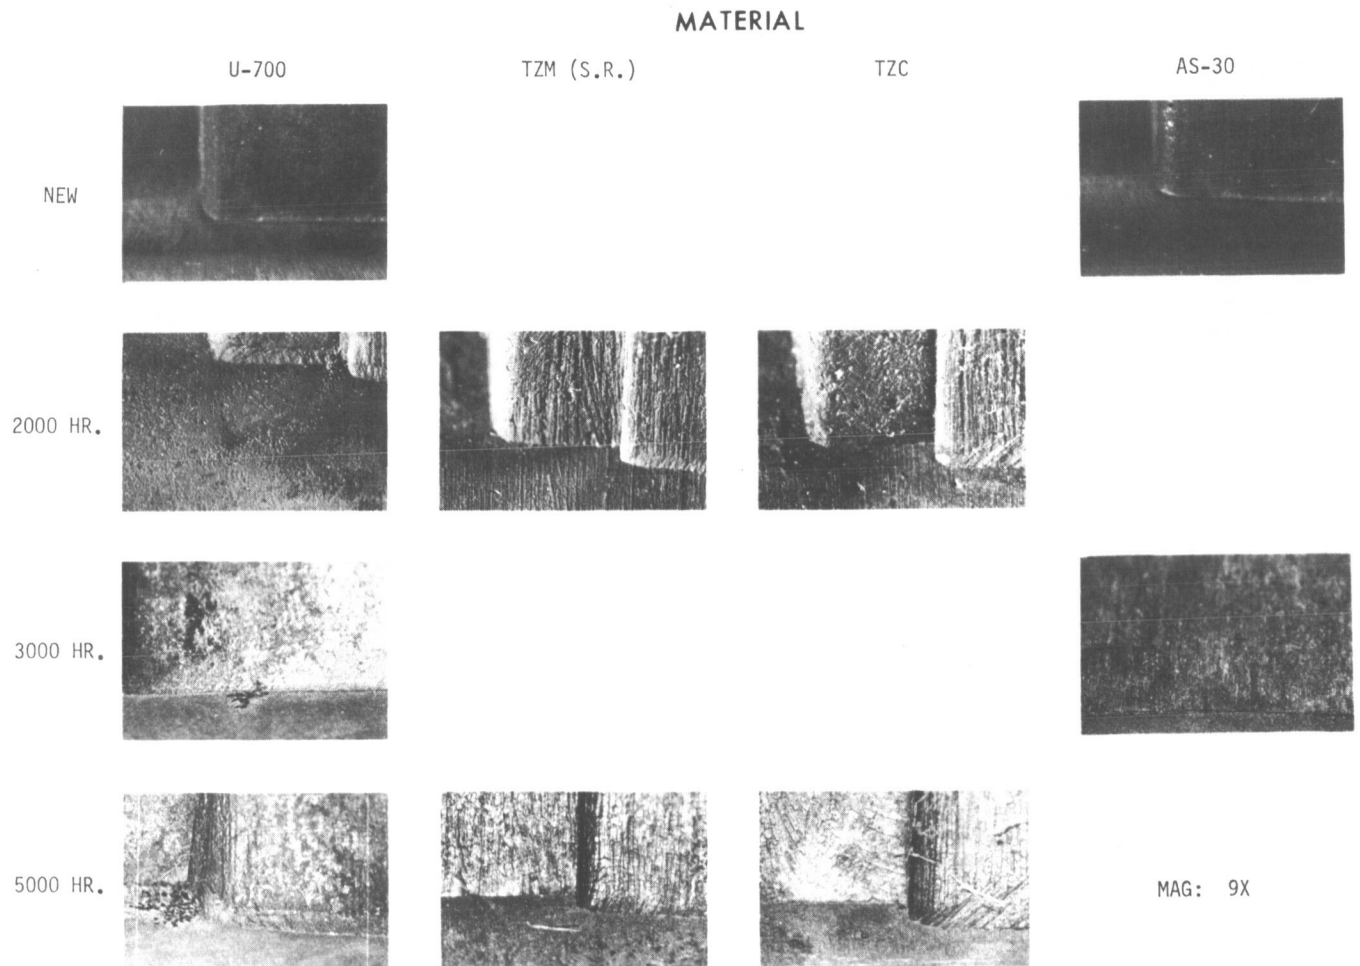 MATERIAL
U-700 TZM (S.R.) TZC AS-30
NEW
2000 HR.
3000 HR.
5000 HR.
MAG: 9X